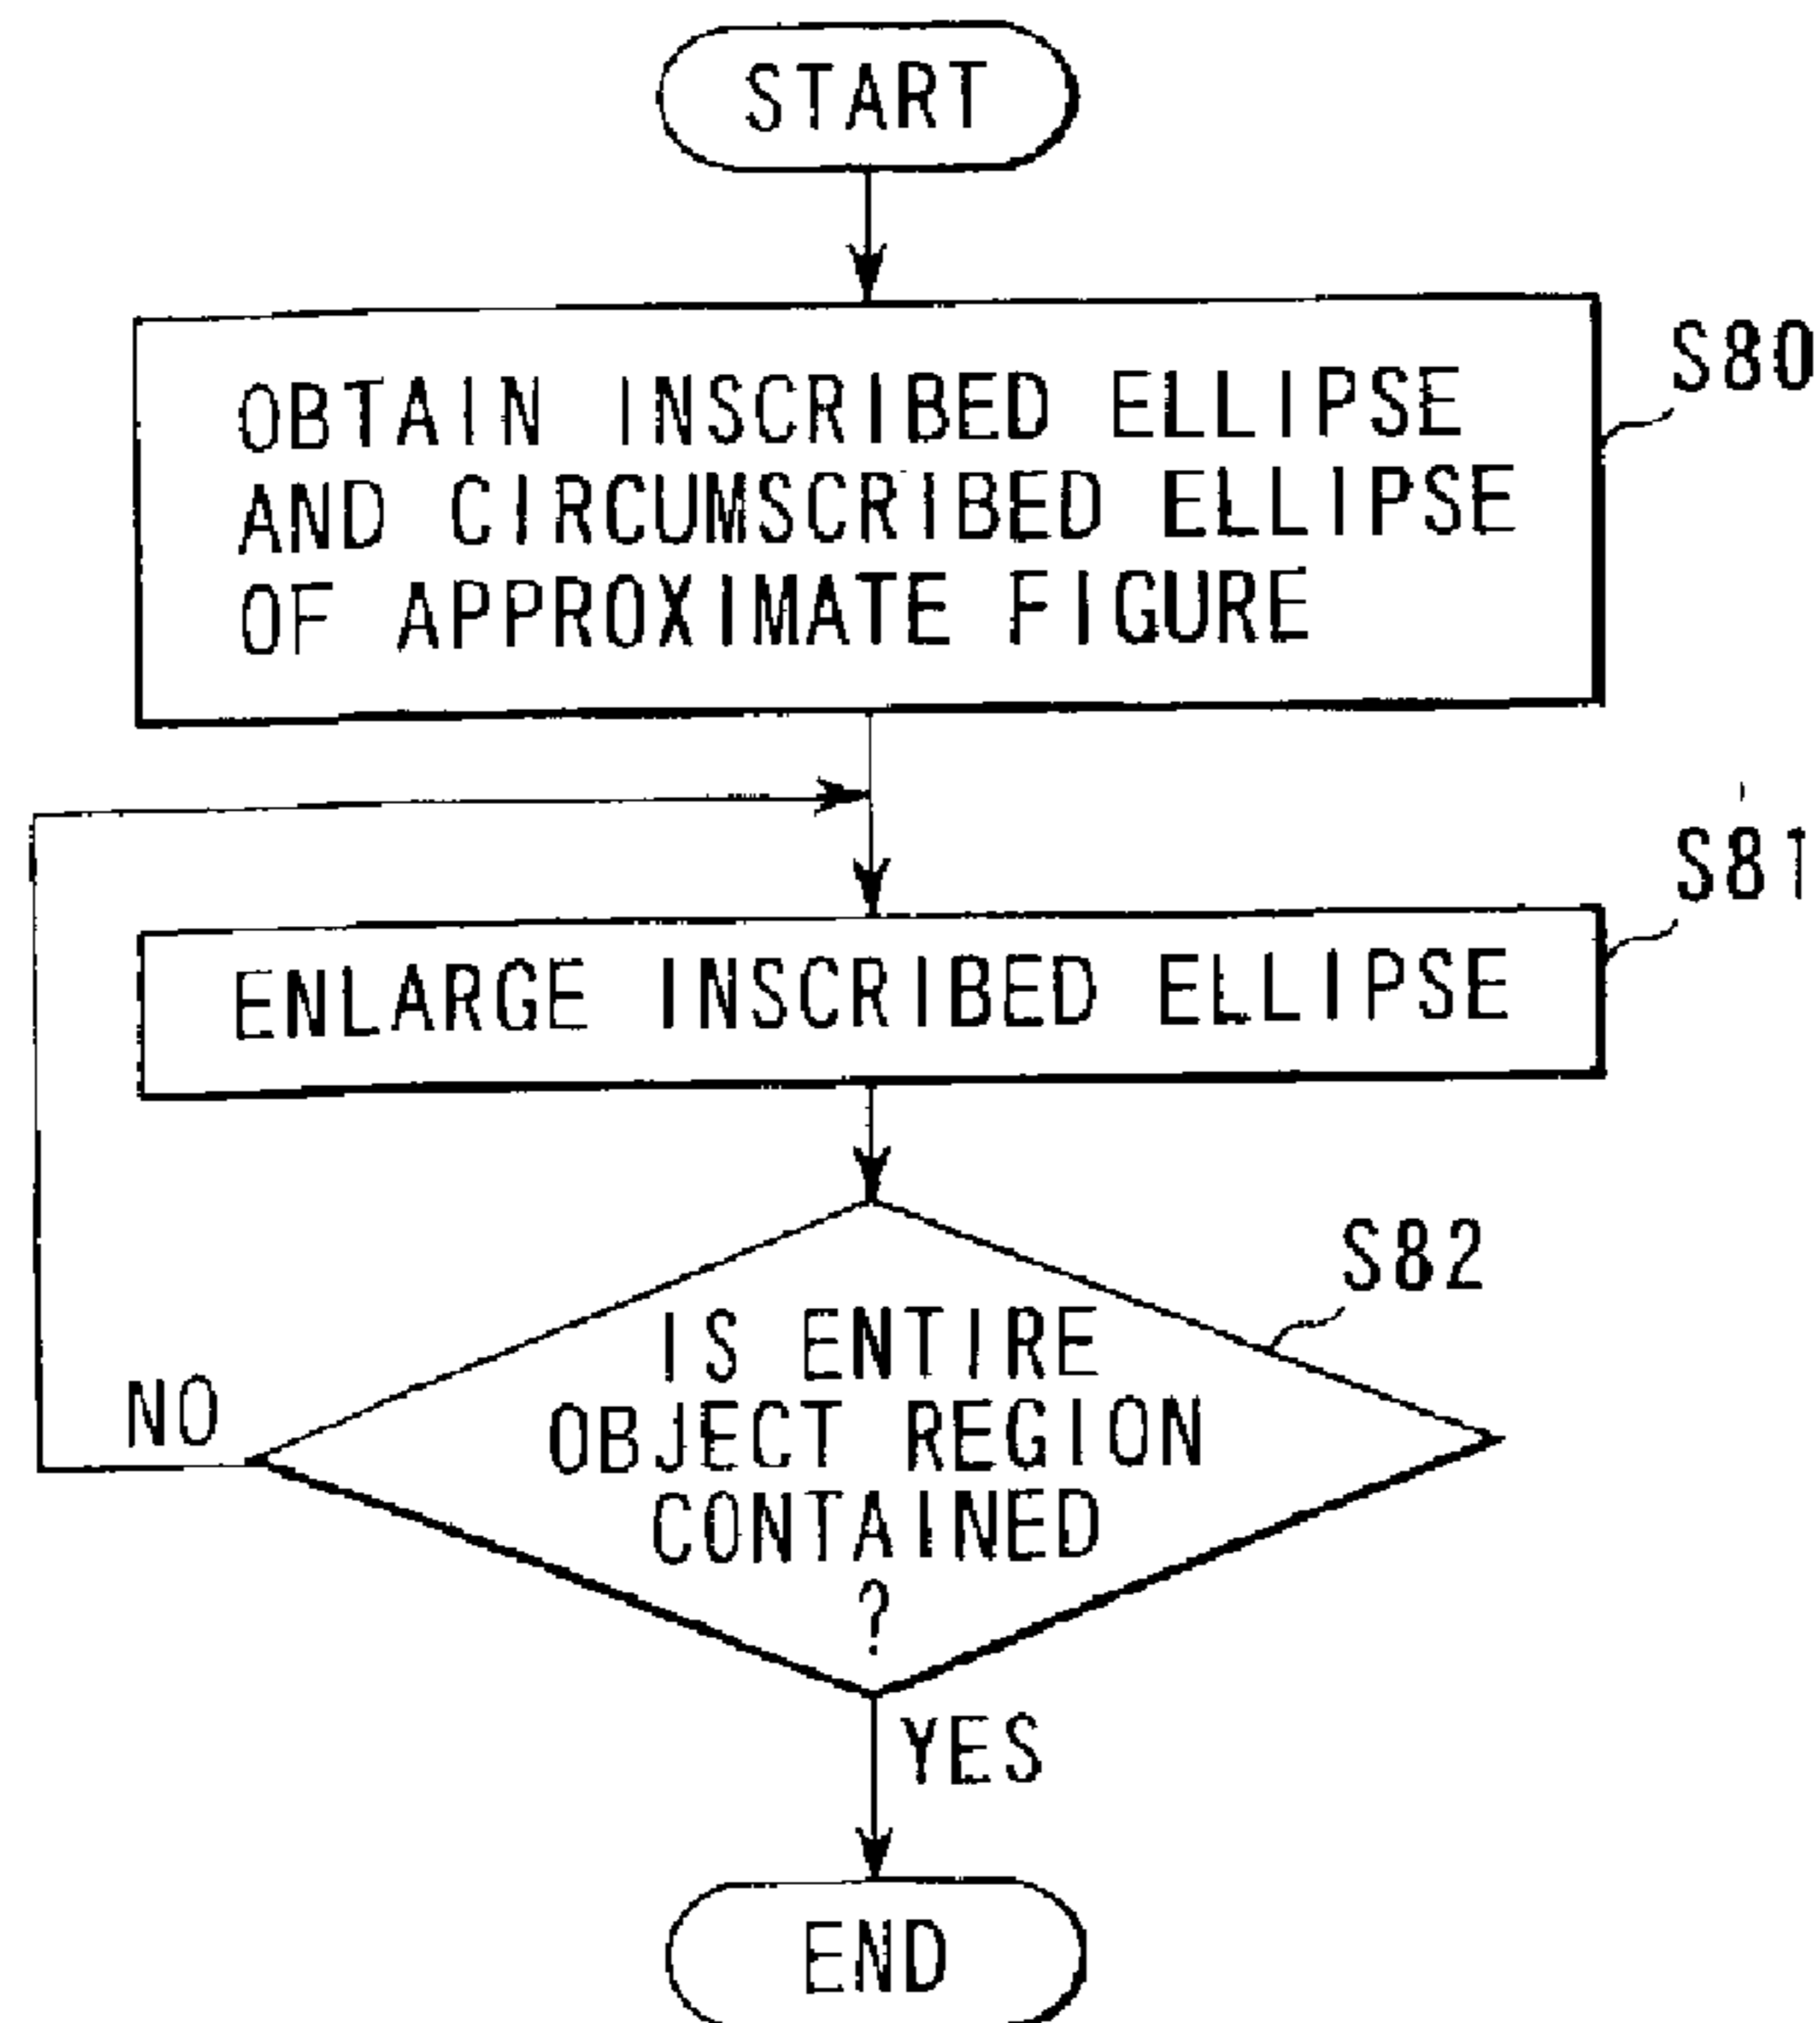 START
S80
OBTAIN INSCRIBED ELLIPSE
AND CIRCUMSCRIBED ELLIPSE
OF APPROXIMATE FIGURE
S81
ENLARGE INSCRIBED ELLIPSE
S82
IS ENTIRE
OBJECT REGION
CONTAINED
?
NO
YES
END